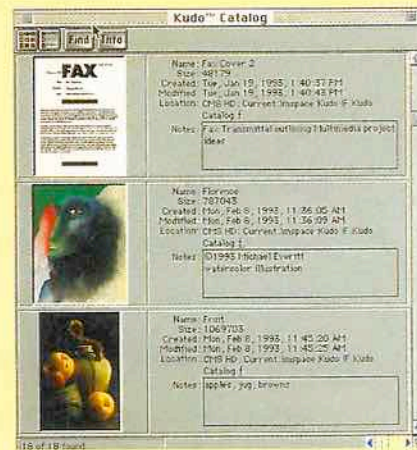 Kudo™ Catalog
Find Info
FAX
Name: Fax Cover 2
Size: 48179
Created: Tue, Jan 19, 1993, 1:40:37 PM
Modified: Tue, Jan 19, 1993, 1:40:43 PM
Location: CMS HD: Current:Imspace Kudo ƒ: Kudo
Catalog ƒ:
Notes: Fax Transmittal outlining Multimedia project
ideas
Name: Florence
Size: 787043
Created: Mon, Feb 8, 1993, 11:36:05 AM
Modified: Mon, Feb 8, 1993, 11:36:09 AM
Location: CMS HD: Current:Imspace Kudo ƒ: Kudo
Catalog ƒ:
Notes: ©1993 Michael Everitt
watercolor illustration
Name: Fruit
Size: 1069703
Created: Mon, Feb 8, 1993, 11:45:20 AM
Modified: Mon, Feb 8, 1993, 11:45:25 AM
Location: CMS HD: Current:Imspace Kudo ƒ: Kudo
Catalog ƒ:
Notes: apples, jug, browns
18 of 18 found